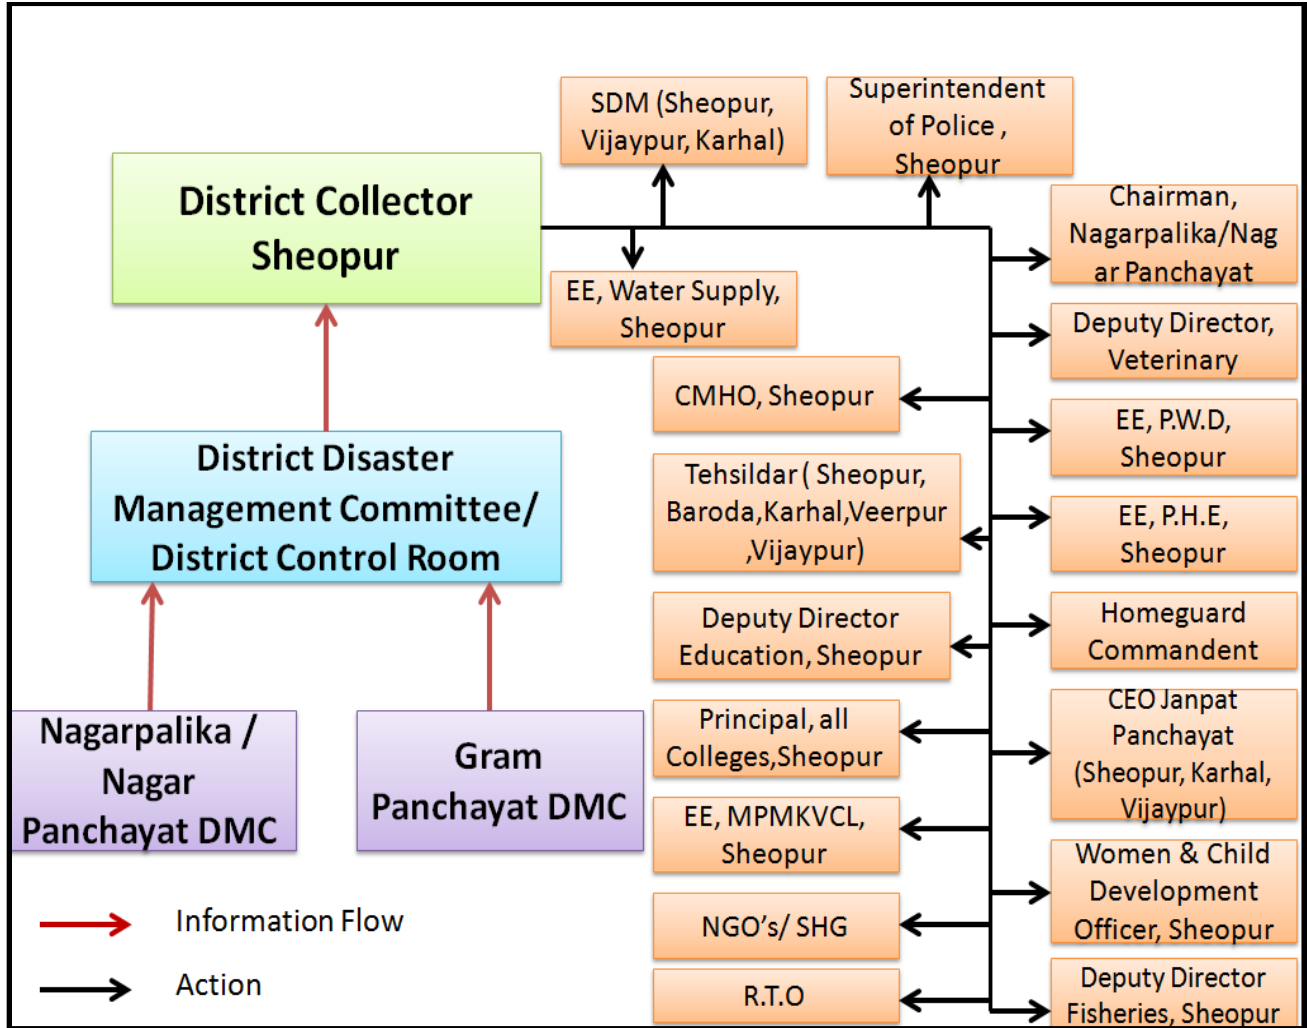 SDM (Sheopur,
Vijaypur, Karhal)
Superintendent
of Police ,
Sheopur
District Collector
Sheopur
Chairman,
Nagarpalika/Nag
ar Panchayat
EE, Water Supply,
Sheopur
Deputy Director,
Veterinary
CMHO, Sheopur
EE, P.W.D,
Sheopur
District Disaster
Management Committee/
District Control Room
Tehsildar ( Sheopur,
Baroda,Karhal,Veerpur
,Vijaypur)
EE, P.H.E,
Sheopur
Deputy Director
Education, Sheopur
Homeguard
Commandent
Nagarpalika /
Nagar
Panchayat DMC
Gram
Panchayat DMC
Principal, all
Colleges,Sheopur
CEO Janpat
Panchayat
(Sheopur, Karhal,
Vijaypur)
EE, MPMKVCL,
Sheopur
Women & Child
Development
Officer, Sheopur
Information Flow
NGO's/ SHG
Action
R.T.O
Deputy Director
Fisheries, Sheopur